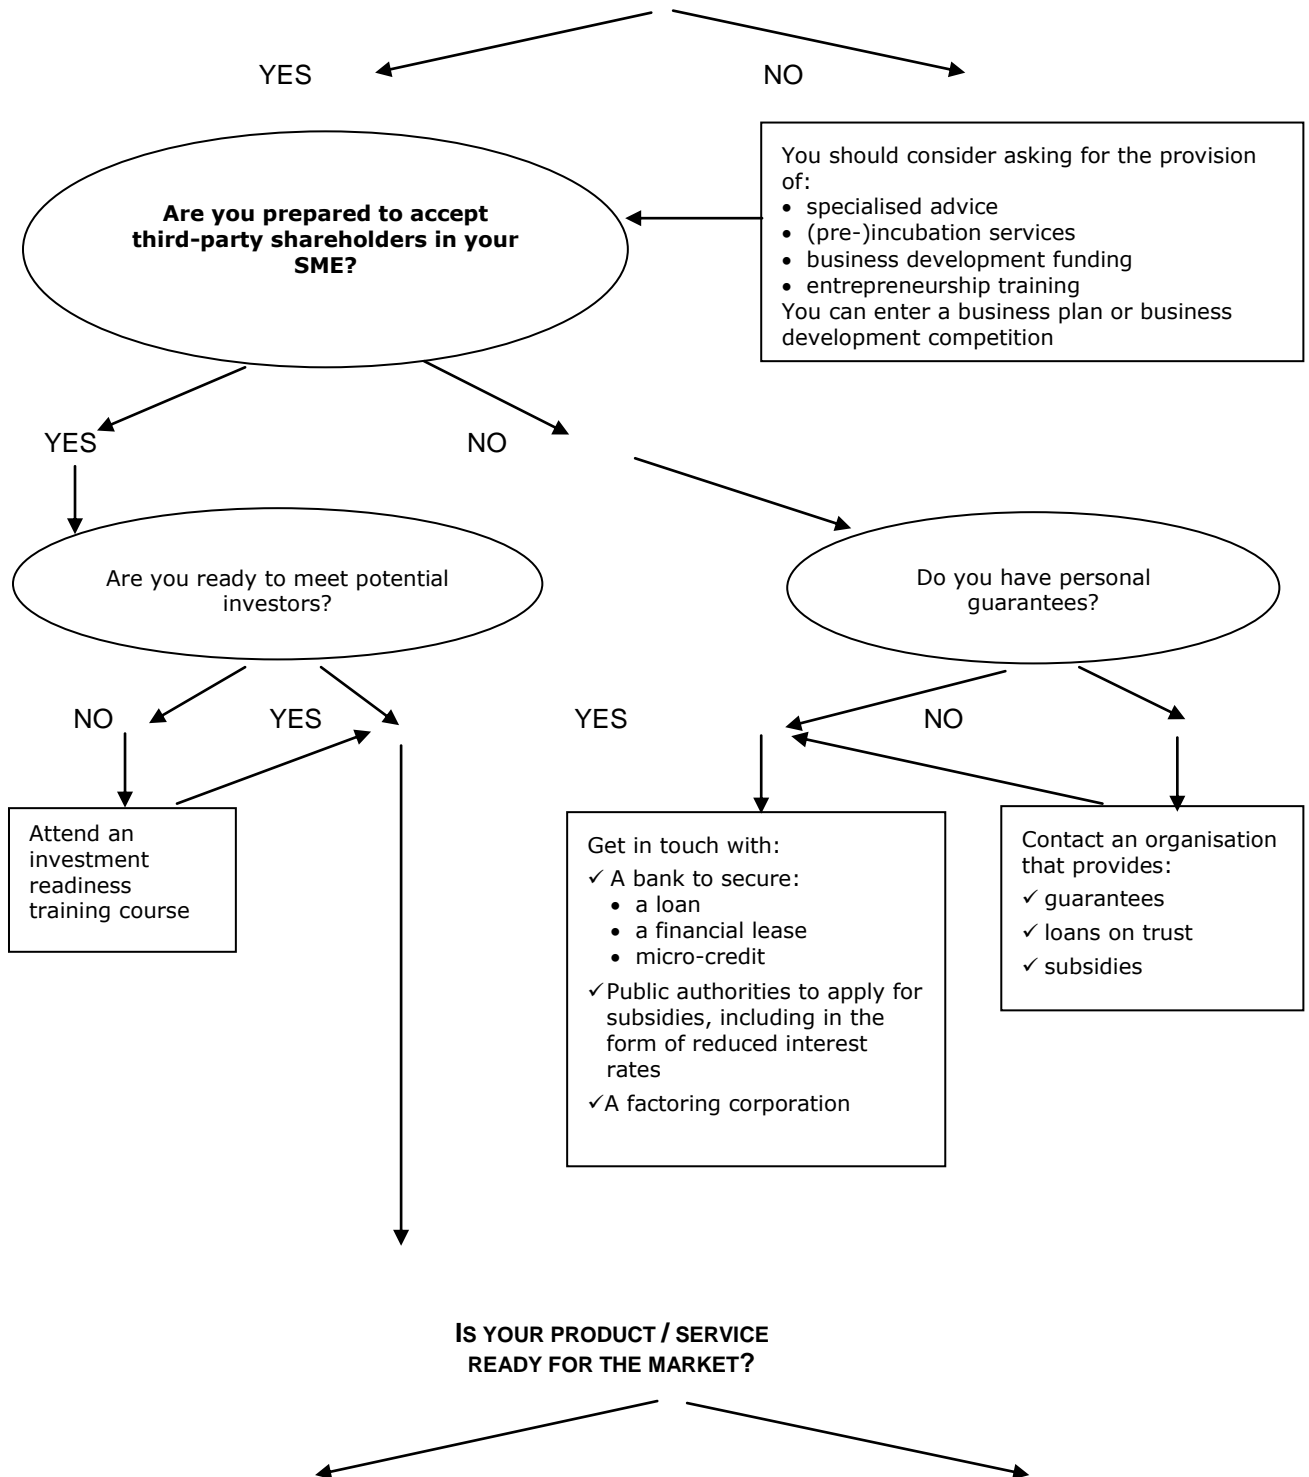 YES
NO
Are you prepared to accept
third-party shareholders in your
SME?
You should consider asking for the provision
of:
• specialised advice
• (pre-)incubation services
• business development funding
• entrepreneurship training
You can enter a business plan or business
development competition
YES
NO
Are you ready to meet potential
investors?
Do you have personal
guarantees?
NO
YES
YES
NO
Attend an
investment
readiness
training course
Get in touch with:
✓ A bank to secure:
• a loan
• a financial lease
• micro-credit
✓Public authorities to apply for
subsidies, including in the
form of reduced interest
rates
✓A factoring corporation
Contact an organisation
that provides:
✓ guarantees
✓ loans on trust
✓ subsidies
IS YOUR PRODUCT / SERVICE
READY FOR THE MARKET?